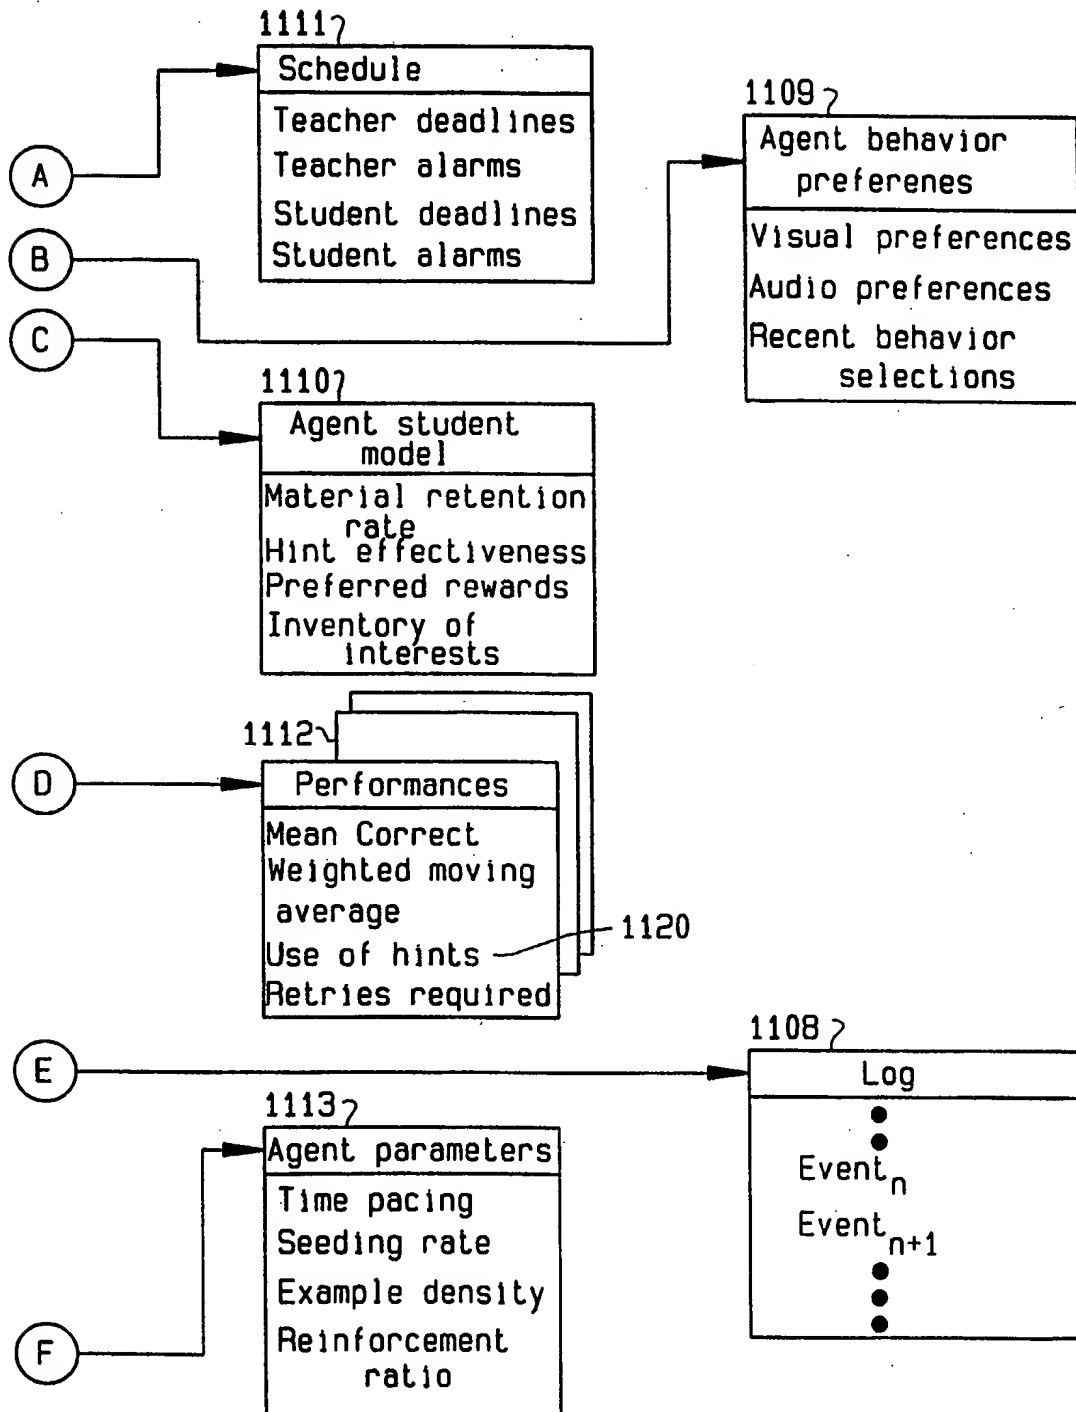 1111
Schedule
Teacher deadlines
Teacher alarms
Student deadlines
Student alarms
A
B
C
1109
Agent behavior
preferenes
Visual preferences
Audio preferences
Recent behavior
selections
1110
Agent student
model
Material retention
rate
Hint effectiveness
Preferred rewards
Inventory of
interests
D
1112
Performances
Mean Correct
Weighted moving
average
Use of hints
1120
Retries required
E
1108
Log
Event n
Event n+1
F
1113
Agent parameters
Time pacing
Seeding rate
Example density
Reinforcement
ratio